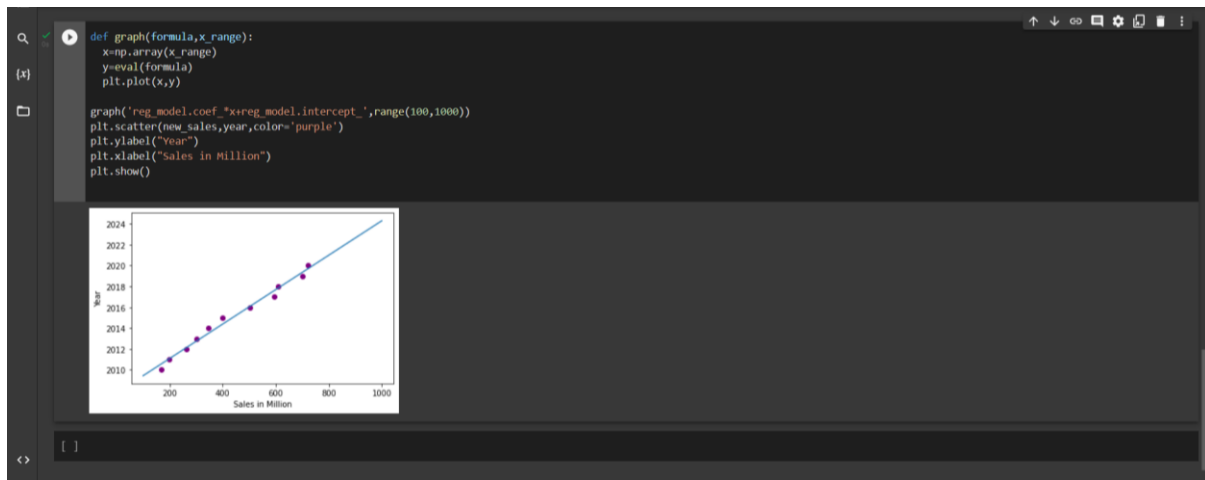 {x}
def graph(formula,x_range):
x=np.array(x_range)
y=eval(formula)
plt.plot(x,y)
graph('reg_model.coef_*x+reg_model.intercept_',range(100,1000))
plt.scatter(new_sales,year,color='purple')
plt.ylabel("Year")
plt.xlabel("Sales in Million")
plt.show()
2024
2022
2020
2018
2016
2014
2012
2010
Year
200 400 600 800 1000
Sales in Million
[ ]
<>